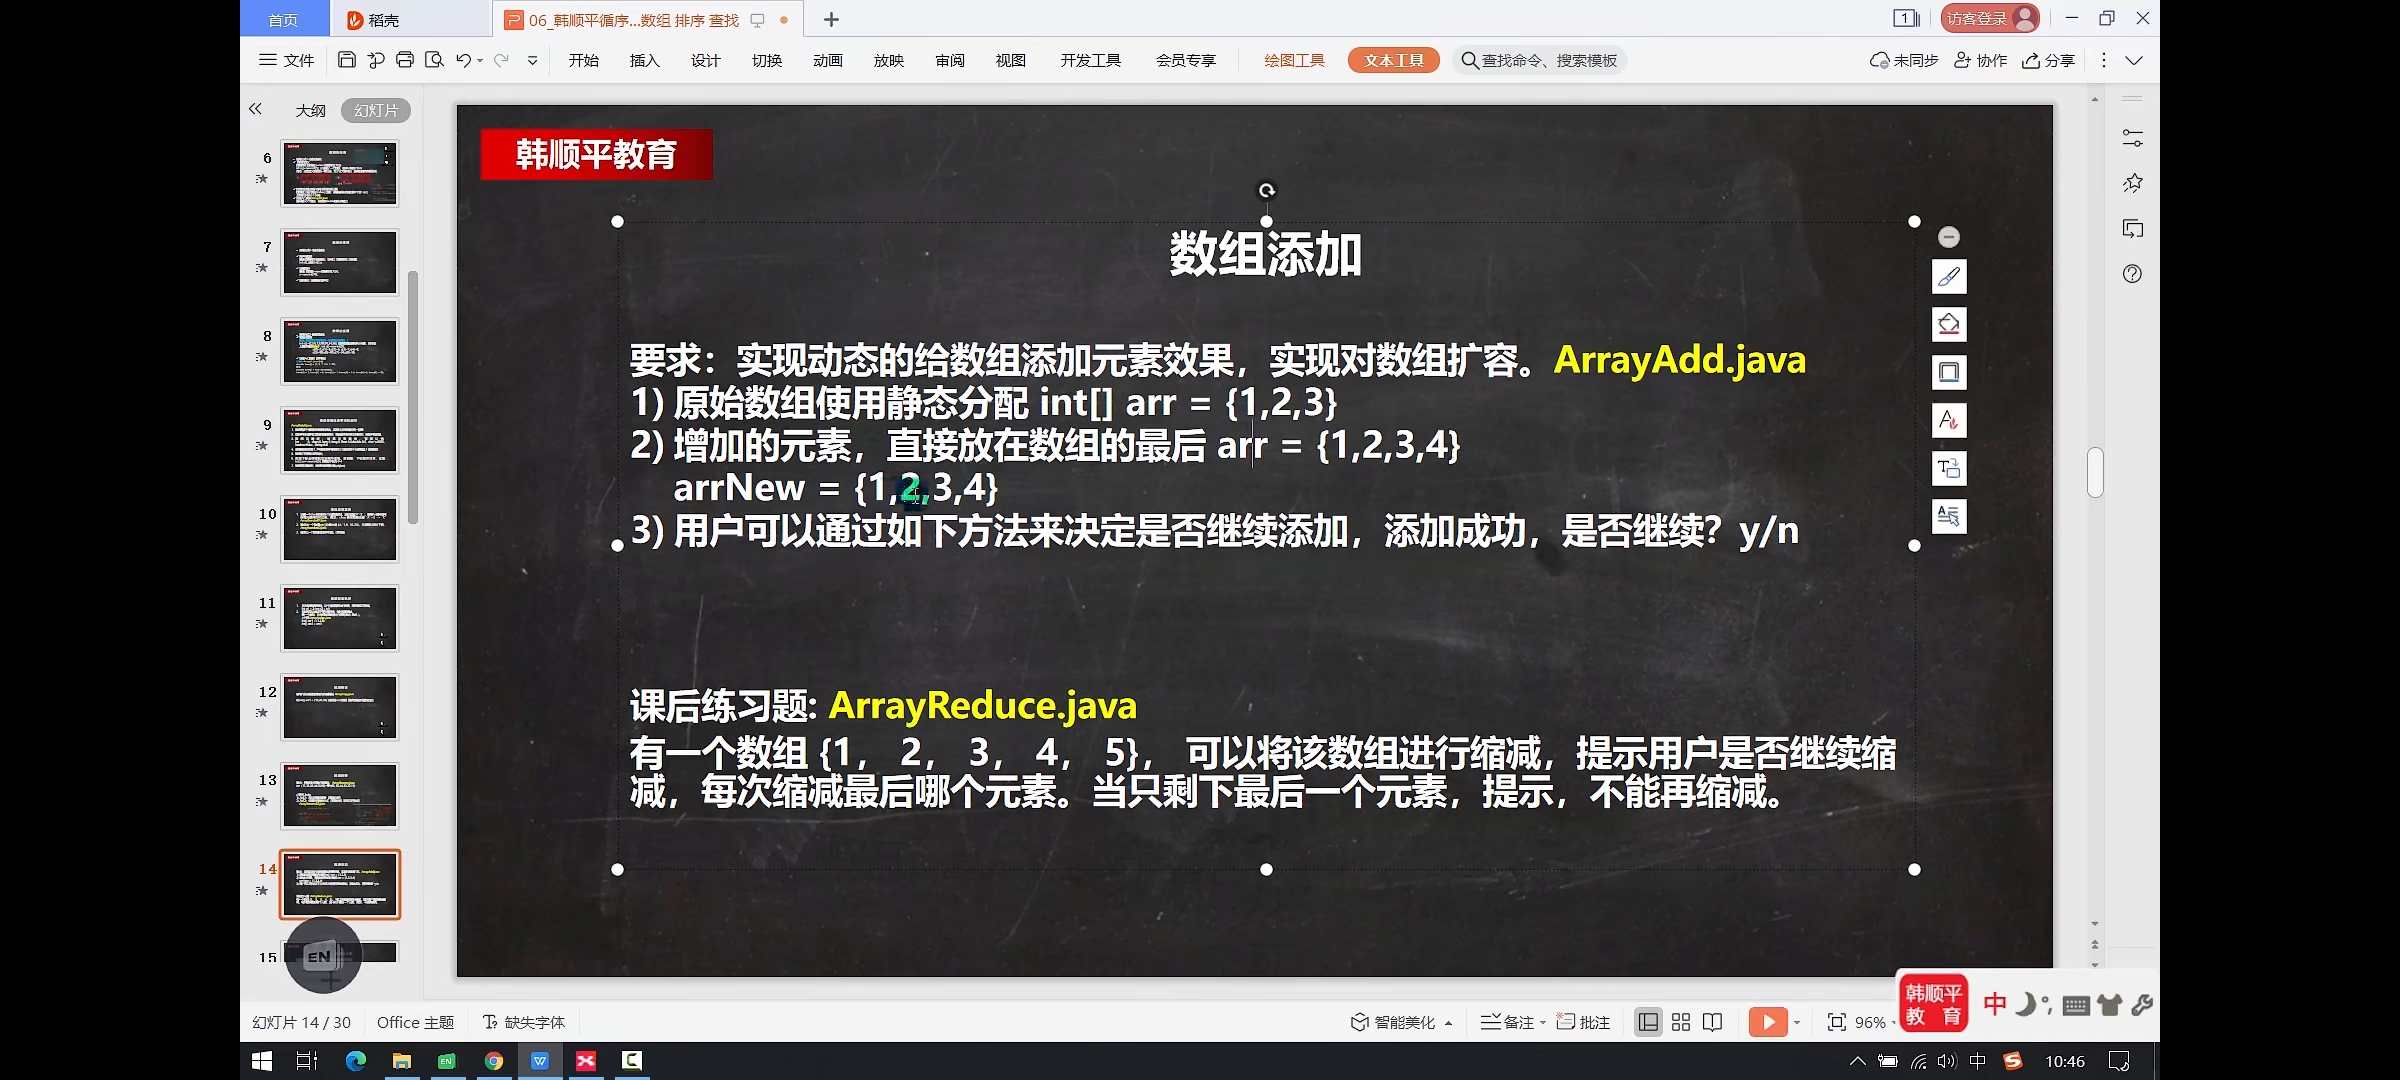 首页
稻壳
06_韩顺平循序...数组 排序 查找
1
访客登录
文件
开始
插入
设计
切换
动画
放映
审阅
视图
开发工具
会员专享
绘图工具
文本工具
查找命令、搜索模板
未同步
协作
分享
大纲
幻灯片
6
7
8
9
10
11
12
13
14
15
韩顺平教育
数组添加
要求：实现动态的给数组添加元素效果，实现对数组扩容。ArrayAdd.java
1) 原始数组使用静态分配 int[] arr = {1,2,3}
2) 增加的元素，直接放在数组的最后 arr = {1,2,3,4}
arrNew = {1,2,3,4}
3) 用户可以通过如下方法来决定是否继续添加，添加成功，是否继续？y/n
课后练习题: ArrayReduce.java
有一个数组 {1， 2， 3， 4， 5}， 可以将该数组进行缩减，提示用户是否继续缩
减，每次缩减最后哪个元素。当只剩下最后一个元素，提示，不能再缩减。
EN
韩顺平
教 育
中
幻灯片 14 / 30
Office 主题
缺失字体
智能美化
备注
批注
96%
EN
中
10:46